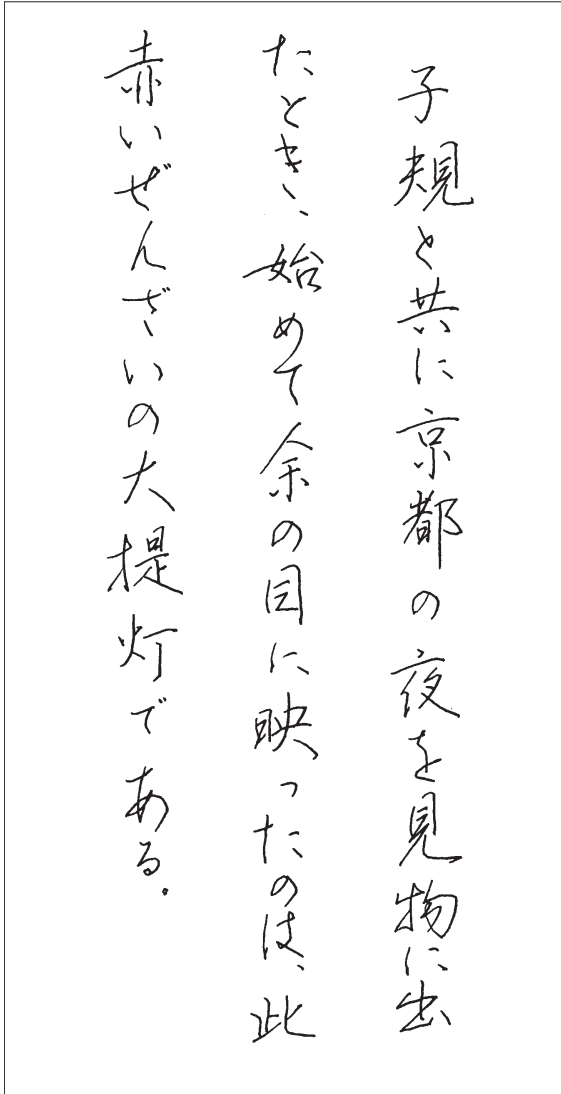 子規と共に京都の夜を見物に出
たとき、始めて余の目に映ったのは、此
赤いぜんざいの大提灯である。